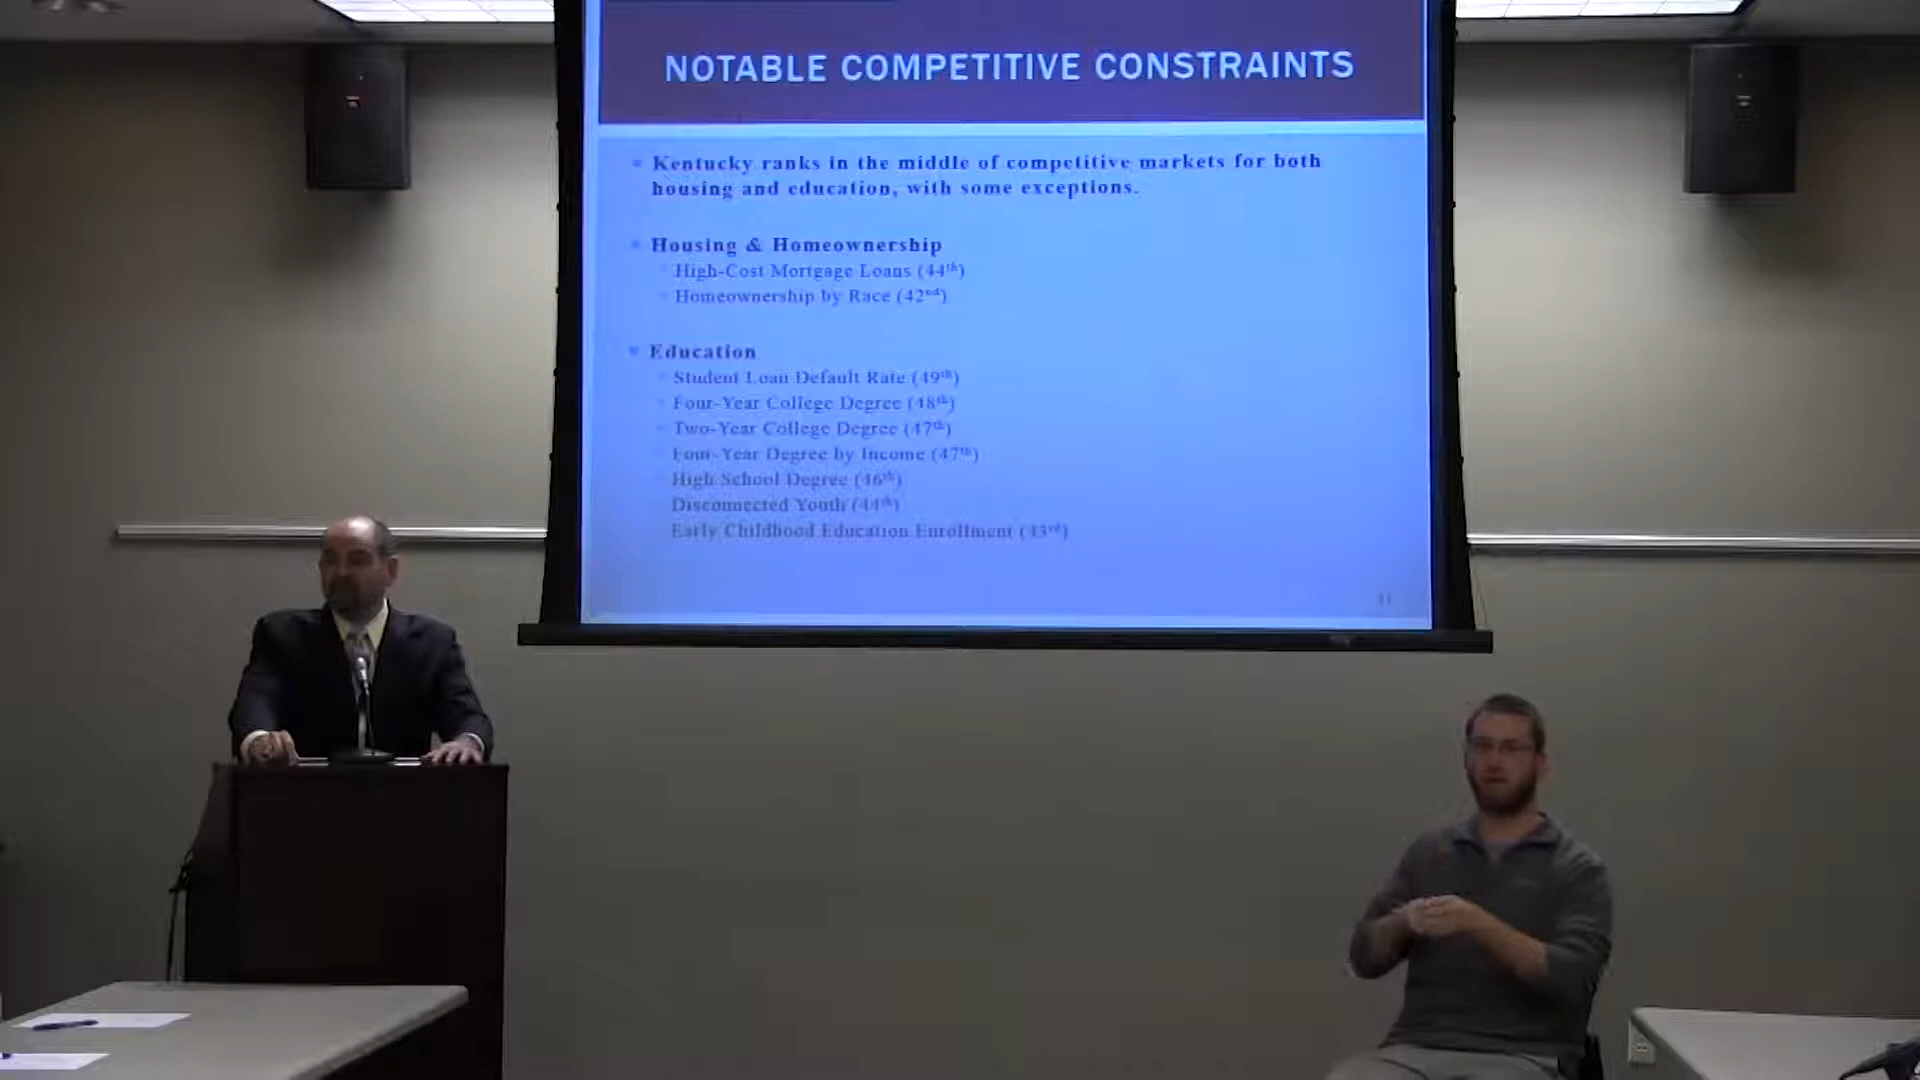 NOTABLE COMPETITIVE CONSTRAINTS
Kentucky ranks in the middle of competitive markets for both
housing and education, with some exceptions.
Housing & Homeownership
High-Cost Mortgage Loans (44th)
Homeownership by Race (42nd)
Education
Student Loan Default Rate (49th)
Four-Year College Degree (48th)
Two-Year College Degree (47th)
Four-Year Degree by Income (47th)
High School Degree (46th)
Disconnected Youth (44th)
Early Childhood Education Enrollment (43rd)